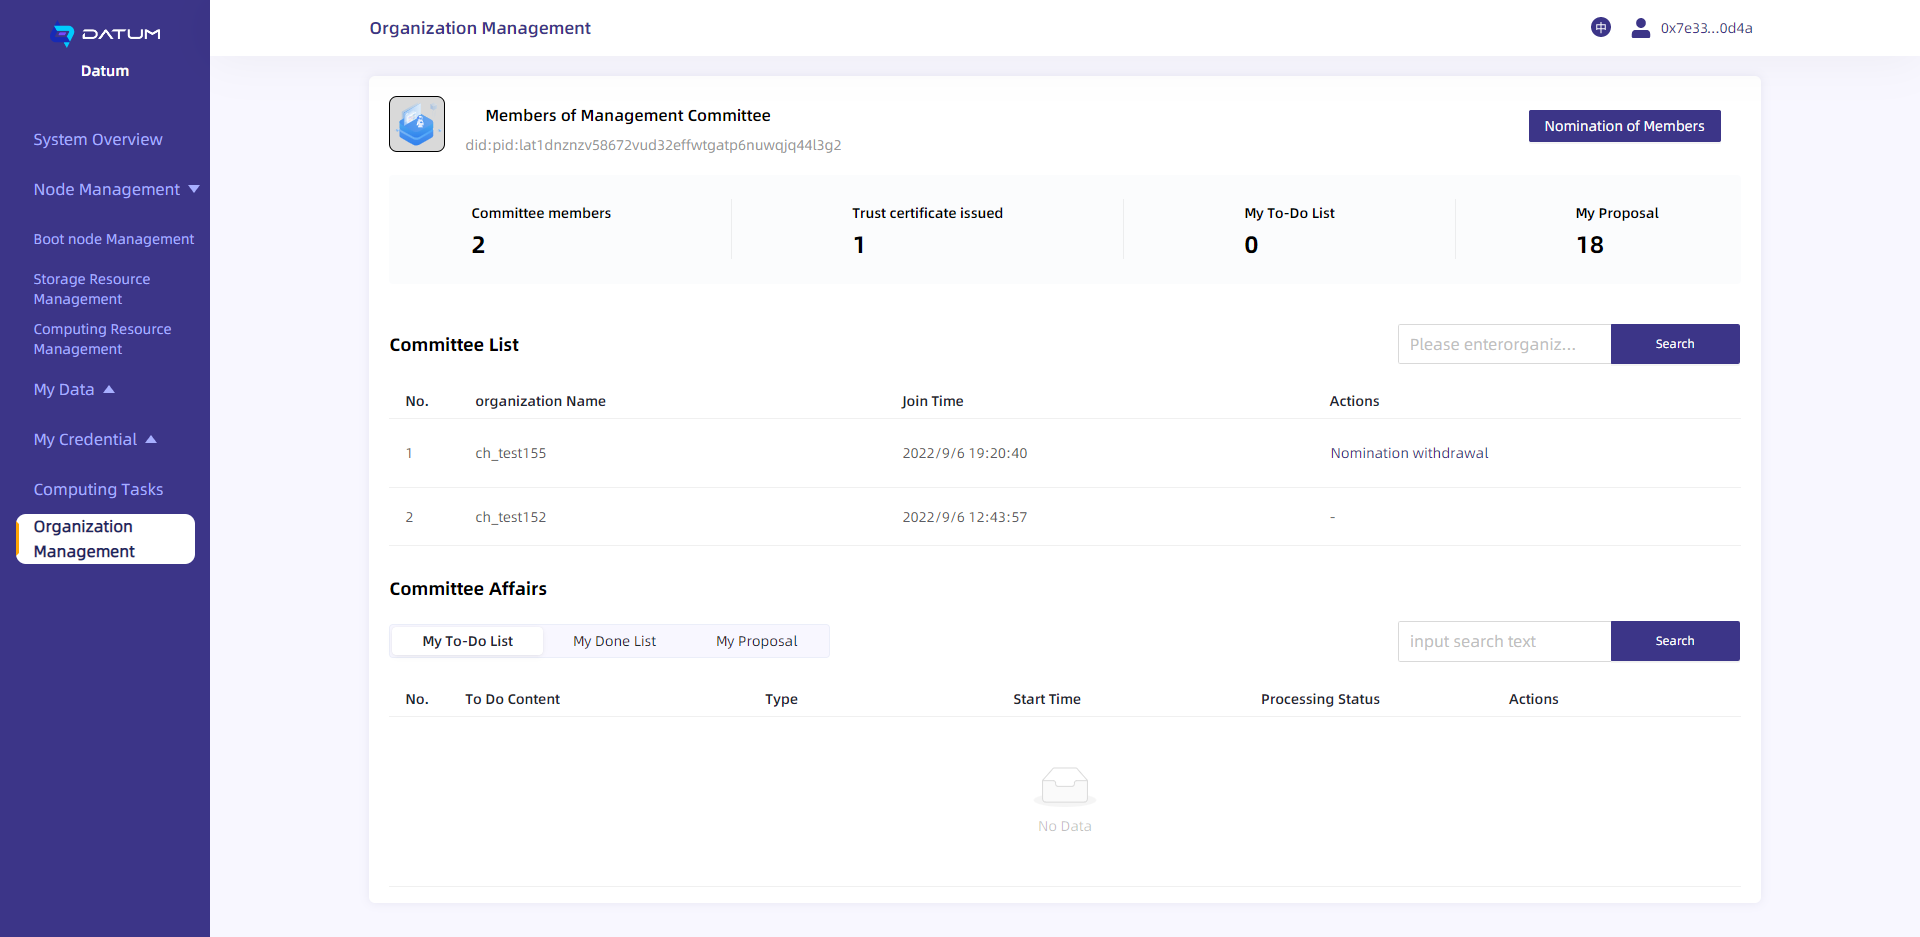 DATUM
Datum
System Overview
Node Management
Boot node Management
Storage Resource
Management
Computing Resource
Management
My Data
My Credential
Computing Tasks
Organization
Management
Organization Management
中
0x7e33...0d4a
Members of Management Committee
did:pid:lat1dnznzv58672vud32effwtgatp6nuwqjq44l3g2
Nomination of Members
Committee members
2
Trust certificate issued
1
My To-Do List
0
My Proposal
18
Committee List
Please enterorganiz...
Search
No. organization Name Join Time Actions
1 ch_test155 2022/9/6 19:20:40 Nomination withdrawal
2 ch_test152 2022/9/6 12:43:57 -
Committee Affairs
My To-Do List My Done List My Proposal
input search text
Search
No. To Do Content Type Start Time Processing Status Actions
No Data